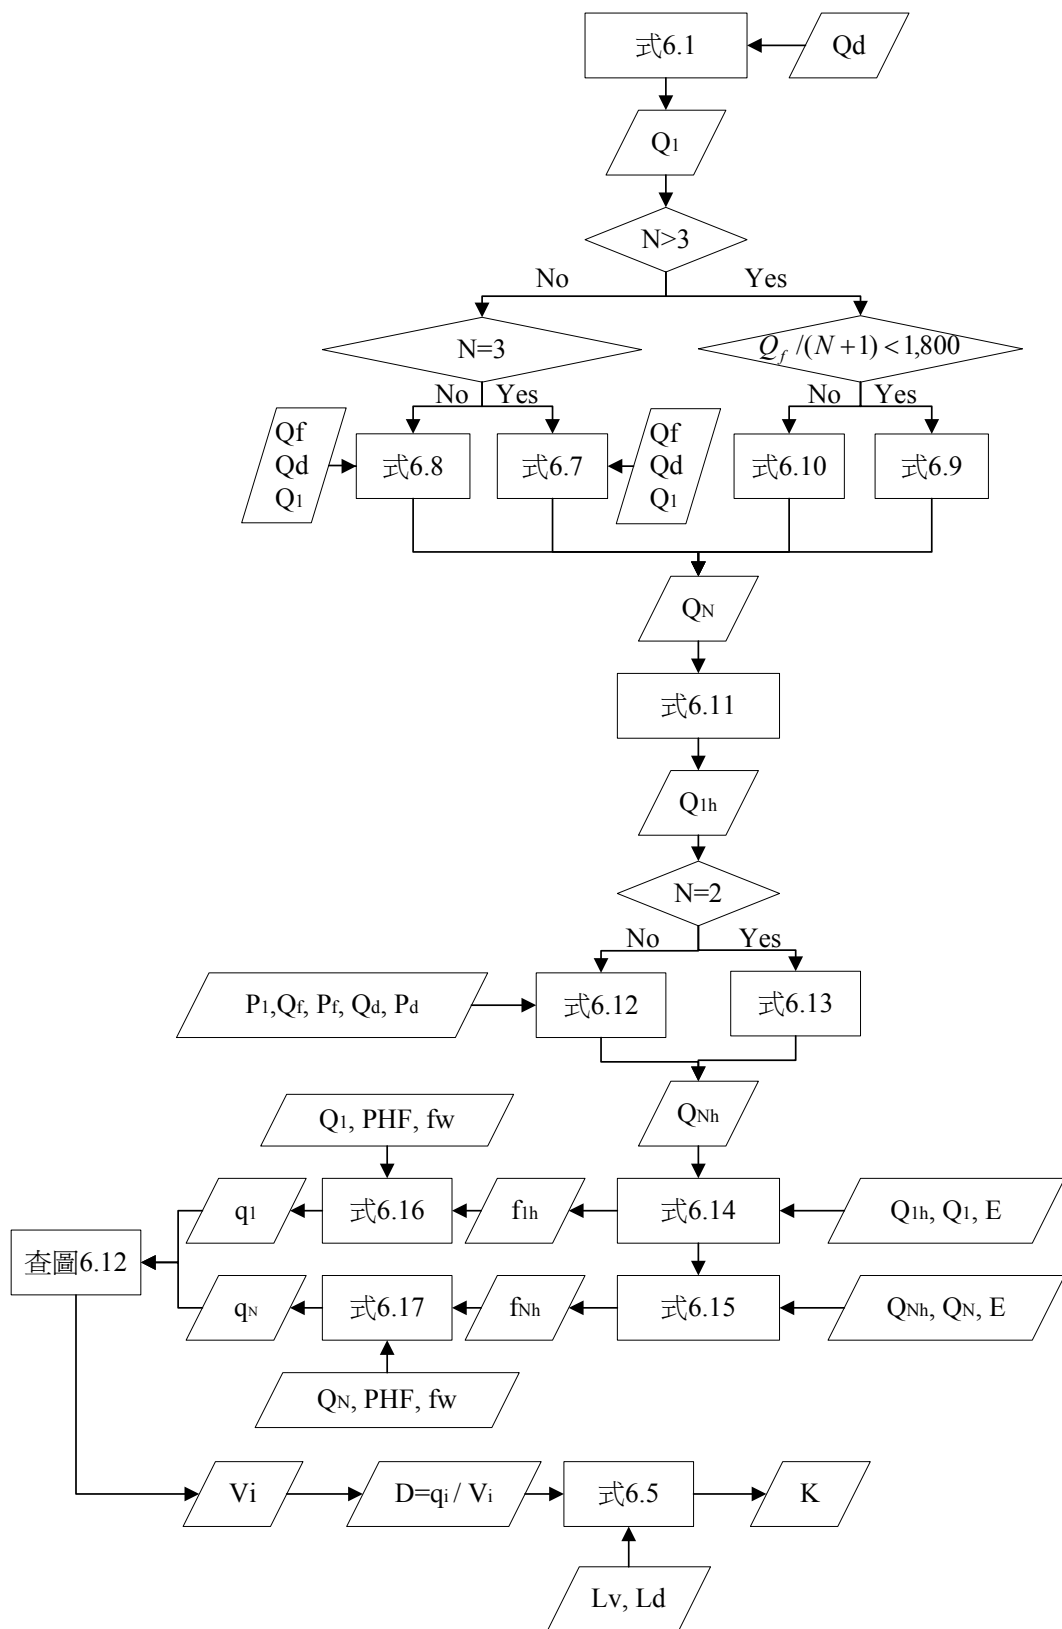 式6.1
Qd
Q1
N>3
No
Yes
N=3
Q_f /(N+1)<1,800
No
Yes
No
Yes
Qf
Qd
Q1
式6.8
式6.7
Qf
Qd
Q1
式6.10
式6.9
QN
式6.11
Q1h
N=2
No
Yes
P1,Qf, Pf, Qd, Pd
式6.12
式6.13
Q1, PHF, fw
QNh
q1
式6.16
f1h
式6.14
Q1h, Q1, E
查圖6.12
qN
式6.17
fNh
式6.15
QNh, QN, E
QN, PHF, fw
Vi
D=qi / Vi
式6.5
K
Lv, Ld